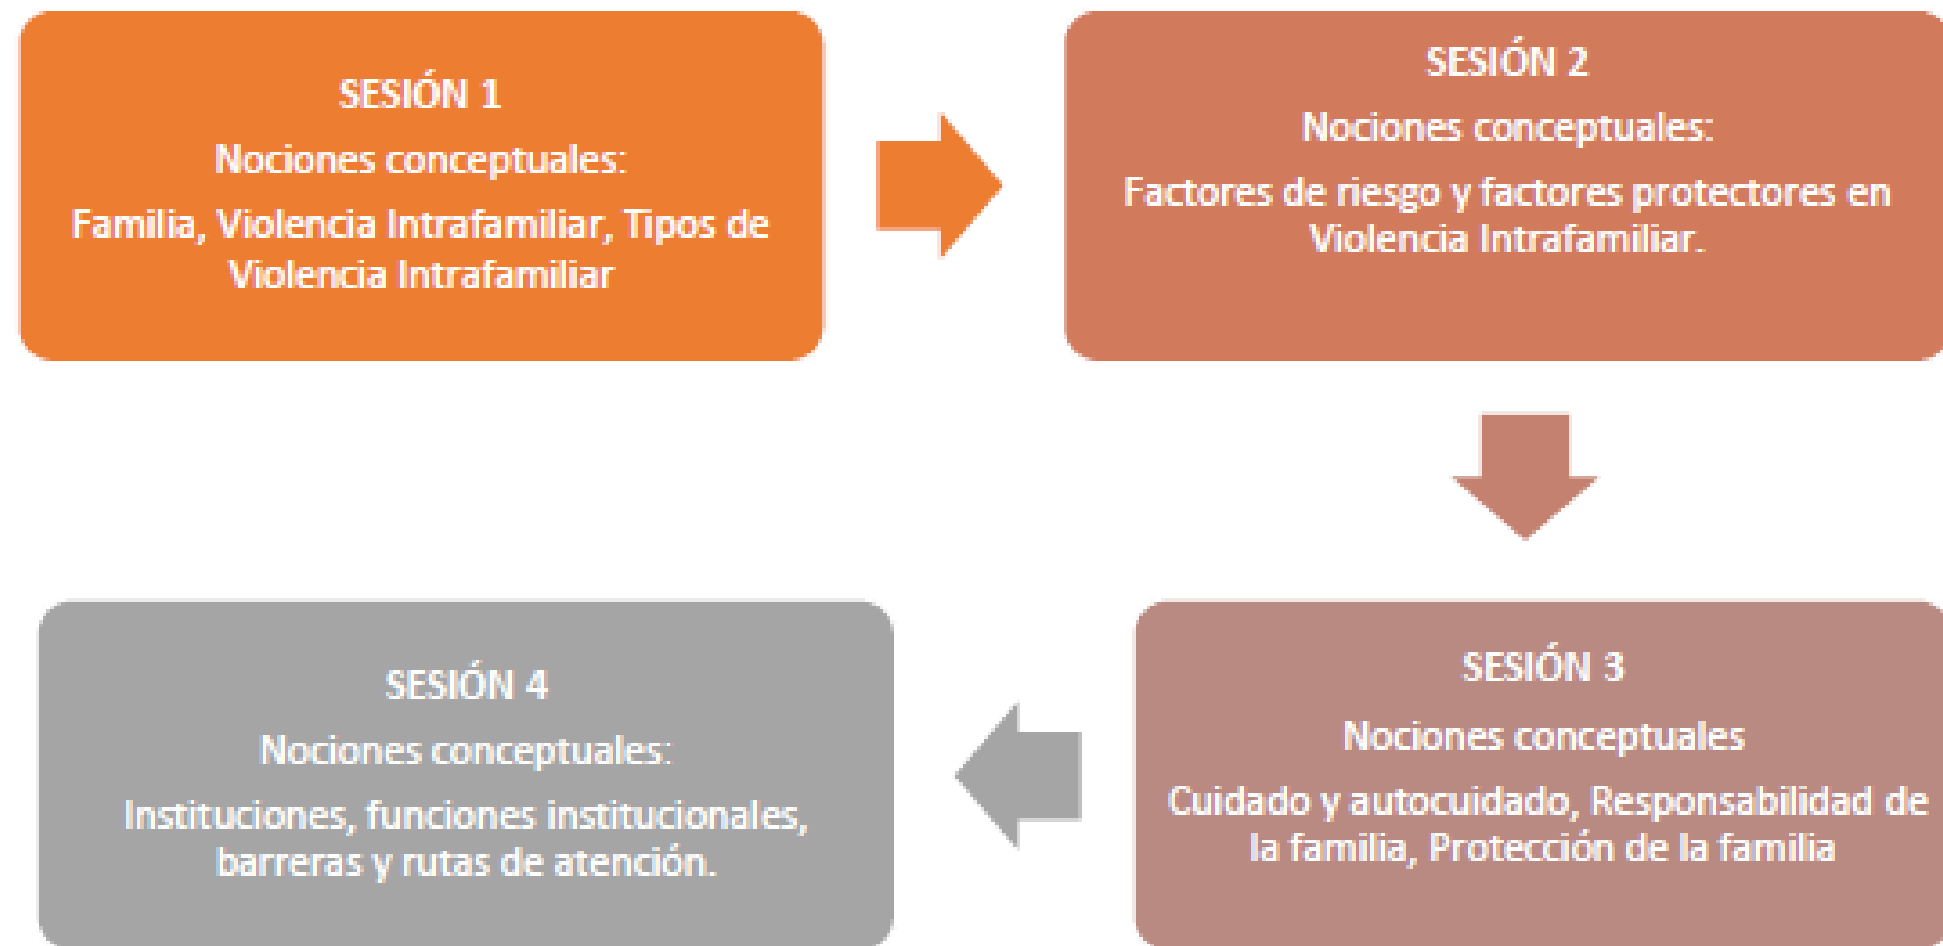 SESIÓN 1
Nociones conceptuales:
Familia, Violencia Intrafamiliar, Tipos de
Violencia Intrafamiliar
SESIÓN 2
Nociones conceptuales:
Factores de riesgo y factores protectores en
Violencia Intrafamiliar.
SESIÓN 3
Nociones conceptuales
Cuidado y autocuidado, Responsabilidad de
la familia, Protección de la familia
SESIÓN 4
Nociones conceptuales:
Instituciones, funciones institucionales,
barreras y rutas de atención.